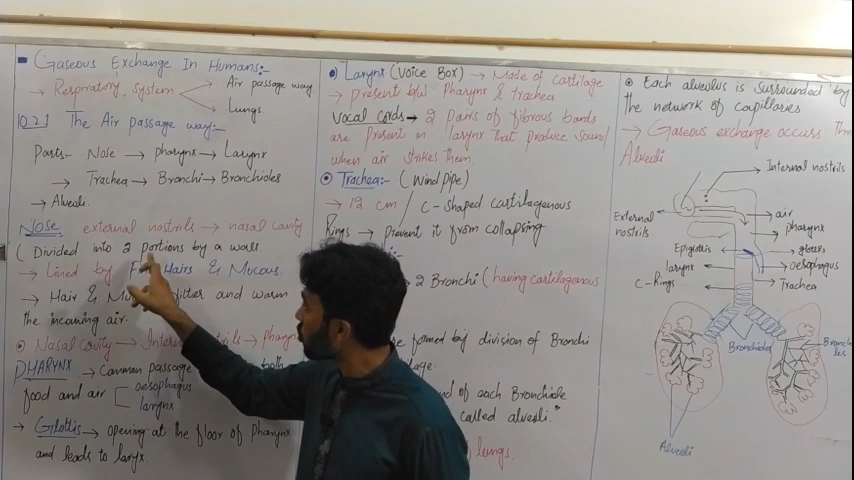 Gaseous Exchange In Humans:-
→ Respiratory system
Air passage way.
Lungs.
10.2.1 The Air passage way:-
Parts- Nose → pharynx → Larynx
→ Trachea → Bronchi → Bronchioles
→ Alveoli.
Nose external nostrils → nasal cavity
( Divided into 2 portions by a wall.
→ Lined by Hairs & Mucous.
→ Hair & filter and warm
the incoming air.
Nasal Cavity →
PHARYNX → Common passage both
food and air
oesophagus
larynx
→ Glottis → opening at the floor of pharynx
and leads to larynx.
Larynx (Voice Box) → Made of cartilage
→ present b/w Pharynx & trachea
Vocal Cords → 2 pairs of fibrous bands
are present in larynx that produce sound
when air strikes them
Trachea:- (Wind pipe)
→ 12 cm C-Shaped Cartilagenous
Rings → prevent it from collapsing
2 Bronchi (having cartilagenous
formed by division of Bronchi
of each Bronchiole
called alveoli.
lungs.
Each alveolus is surrounded by
the network of capillaries
→ Gaseous exchange occurs
Alveoli
Internal nostrils
External
nostrils
air
pharynx
Epiglottis
glottis
larynx
oesophagus
C-Rings
Trachea
Bronchioles
Alveoli